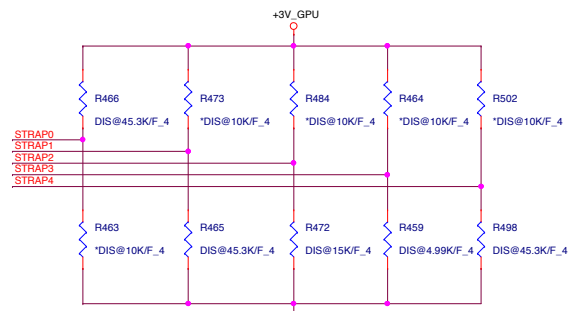 +3V_GPU
R466
R473
R484
R464
R502
DIS@45.3K/F_4
*DIS@10K/F_4
*DIS@10K/F_4
*DIS@10K/F_4
*DIS@10K/F_4
STRAP0
STRAP1
STRAP2
STRAP3
STRAP4
R463
R465
R472
R459
R498
*DIS@10K/F_4
DIS@45.3K/F_4
DIS@15K/F_4
DIS@4.99K/F_4
DIS@45.3K/F_4